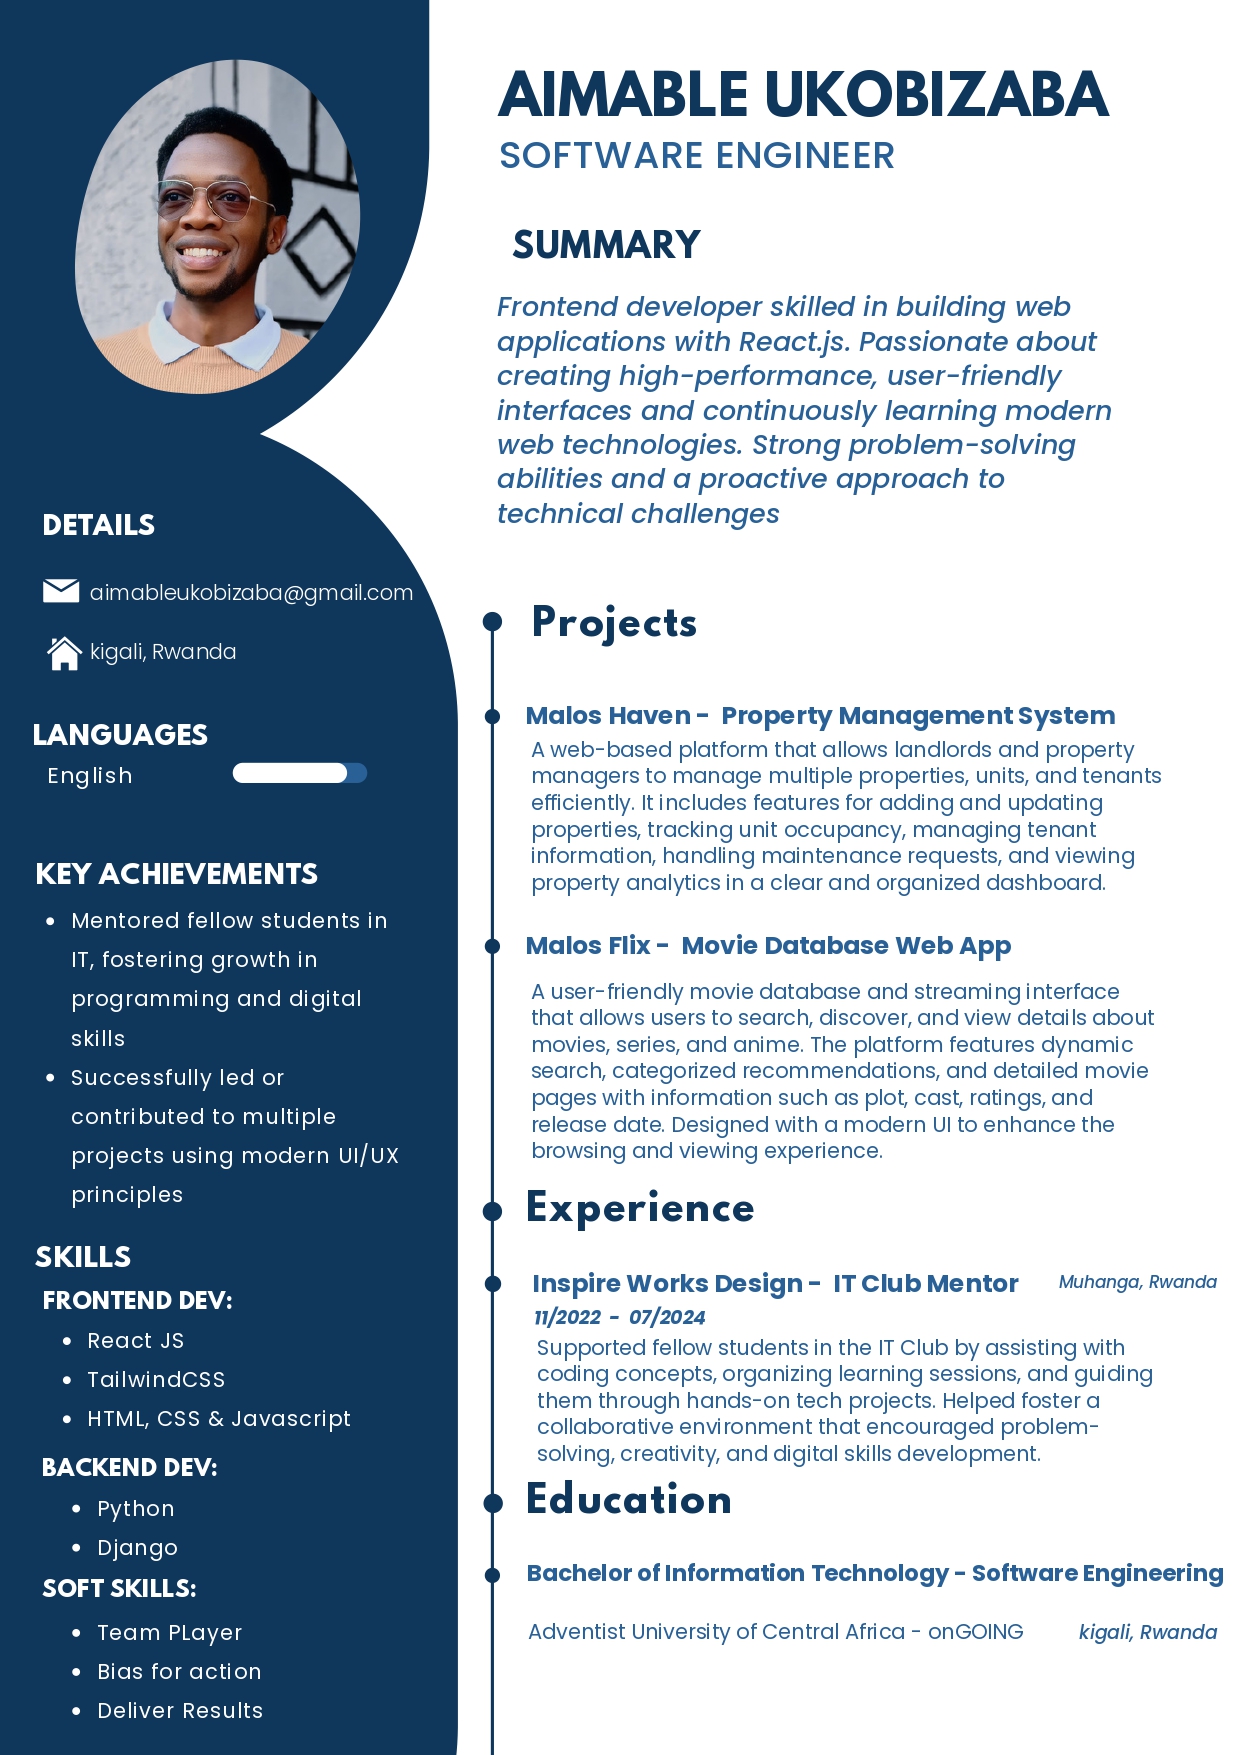 AIMABLE UKOBIZABA
SOFTWARE ENGINEER
SUMMARY
Frontend developer skilled in building web
applications with React.js. Passionate about
creating high-performance, user-friendly
interfaces and continuously learning modern
web technologies. Strong problem-solving
abilities and a proactive approach to
technical challenges
DETAILS
aimableukobizaba@gmail.com
kigali, Rwanda
LANGUAGES
English
KEY ACHIEVEMENTS
• Mentored fellow students in
IT, fostering growth in
programming and digital
skills
• Successfully led or
contributed to multiple
projects using modern UI/UX
principles
SKILLS
FRONTEND DEV:
• React JS
• TailwindCSS
• HTML, CSS & Javascript
BACKEND DEV:
• Python
• Django
SOFT SKILLS:
• Team PLayer
• Bias for action
• Deliver Results
Projects
Malos Haven - Property Management System
A web-based platform that allows landlords and property
managers to manage multiple properties, units, and tenants
efficiently. It includes features for adding and updating
properties, tracking unit occupancy, managing tenant
information, handling maintenance requests, and viewing
property analytics in a clear and organized dashboard.
Malos Flix - Movie Database Web App
A user-friendly movie database and streaming interface
that allows users to search, discover, and view details about
movies, series, and anime. The platform features dynamic
search, categorized recommendations, and detailed movie
pages with information such as plot, cast, ratings, and
release date. Designed with a modern UI to enhance the
browsing and viewing experience.
Experience
Inspire Works Design - IT Club Mentor Muhanga, Rwanda
11/2022 - 07/2024
Supported fellow students in the IT Club by assisting with
coding concepts, organizing learning sessions, and guiding
them through hands-on tech projects. Helped foster a
collaborative environment that encouraged problem-
solving, creativity, and digital skills development.
Education
Bachelor of Information Technology - Software Engineering
Adventist University of Central Africa - onGOING kigali, Rwanda